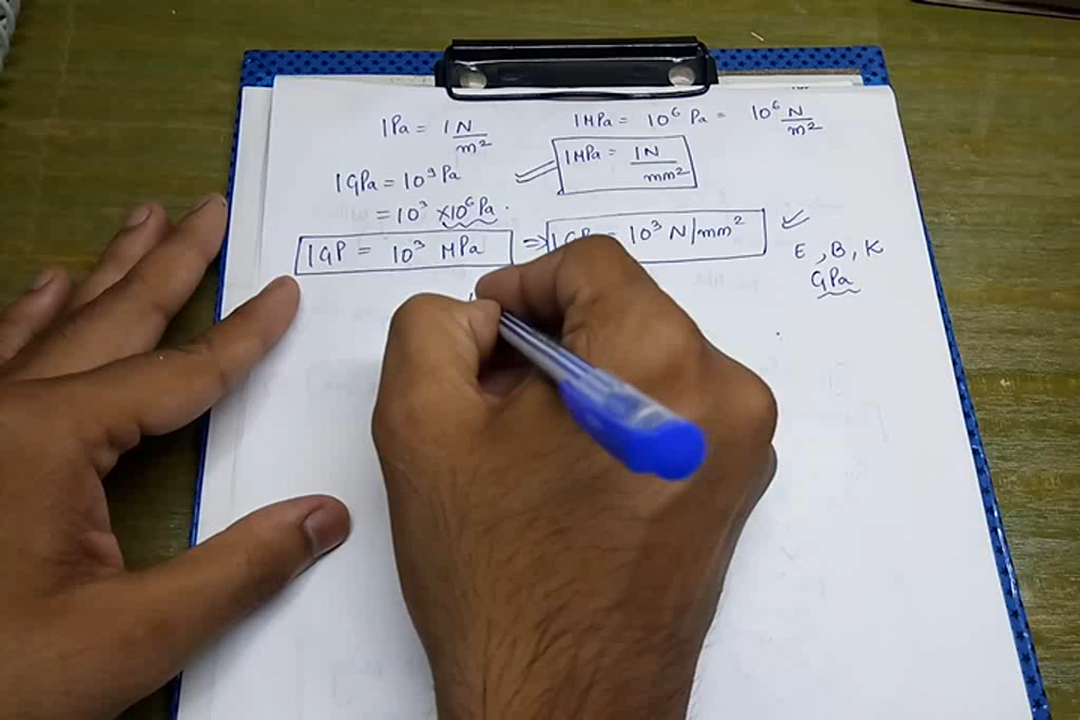 1Pa = 1 N/m²
1MPa = 10⁶ Pa = 10⁶ N/m²
1GPa = 10⁹ Pa
1MPa = 1N/mm²
= 10³ × 10⁶ Pa.
1GP = 10³ MPa
⇒ = 10³ N/mm²
E , B , K
GPa